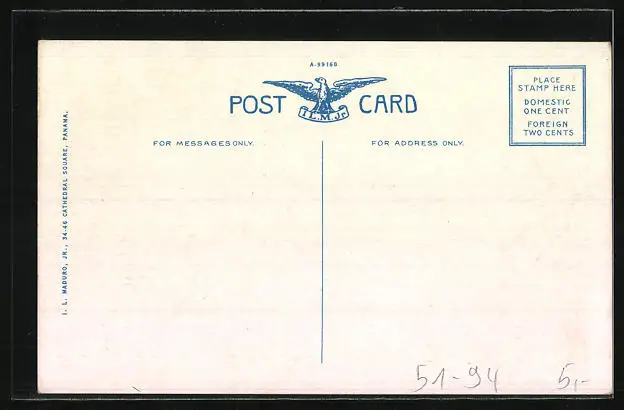 A-99160
POST CARD
I.L.M. Jr.
PLACE
STAMP HERE
DOMESTIC
ONE CENT
FOREIGN
TWO CENTS
FOR MESSAGES ONLY.
FOR ADDRESS ONLY.
I. L. MADURO, JR., 34-46 CATHEDRAL SQUARE, PANAMA.
51-94
5,-